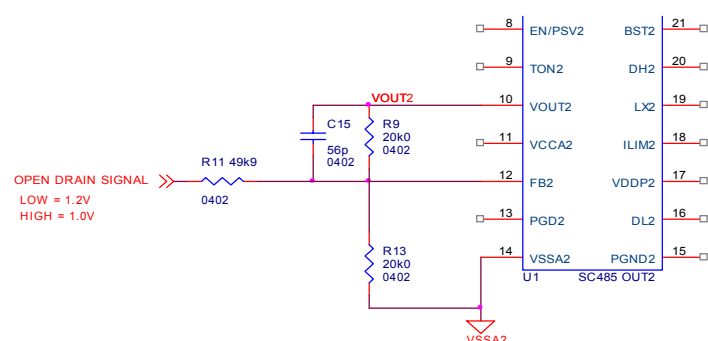 8 EN/PSV2 BST2 21
9 TON2 DH2 20
VOUT2
10 VOUT2 LX2 19
C15 R9
20k0
56p 0402
0402
11 VCCA2 ILIM2 18
R11 49k9
OPEN DRAIN SIGNAL
0402
LOW = 1.2V
HIGH = 1.0V
12 FB2 VDDP2 17
13 PGD2 DL2 16
R13
20k0
0402
14 VSSA2 PGND2 15
U1 SC485 OUT2
VSSA2